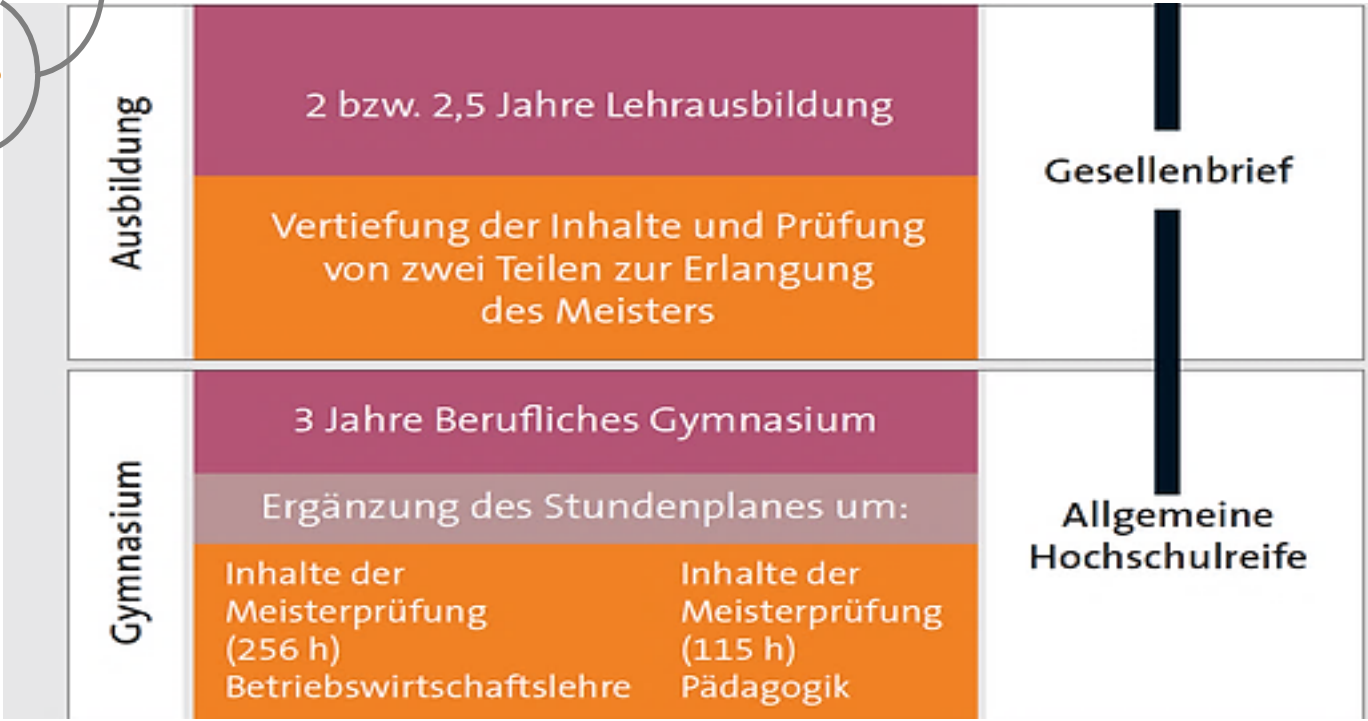 Ausbildung
2 bzw. 2,5 Jahre Lehrausbildung
Vertiefung der Inhalte und Prüfung
von zwei Teilen zur Erlangung
des Meisters
Gesellenbrief
Gymnasium
3 Jahre Berufliches Gymnasium
Ergänzung des Stundenplanes um:
Inhalte der
Meisterprüfung
(256 h)
Betriebswirtschaftslehre
Inhalte der
Meisterprüfung
(115 h)
Pädagogik
Allgemeine
Hochschulreife